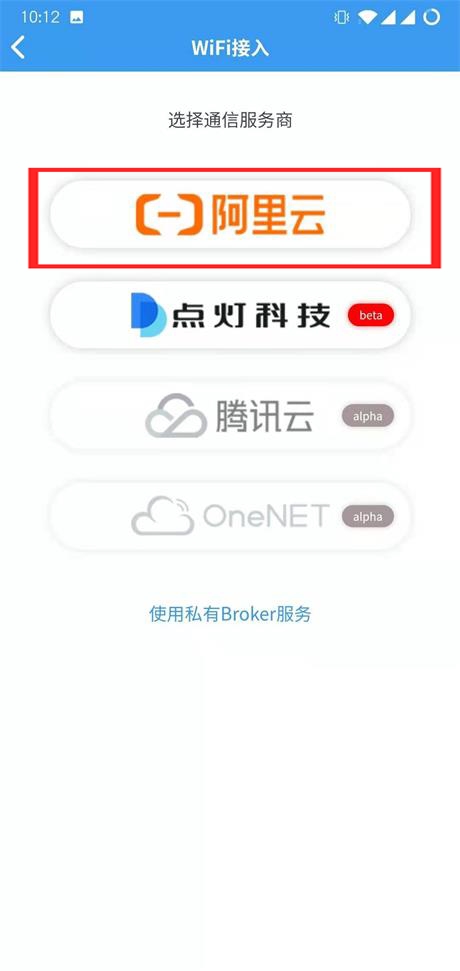 10:12
WiFi接入
选择通信服务商
阿里云
点灯科技 beta
腾讯云 alpha
OneNET alpha
使用私有Broker服务